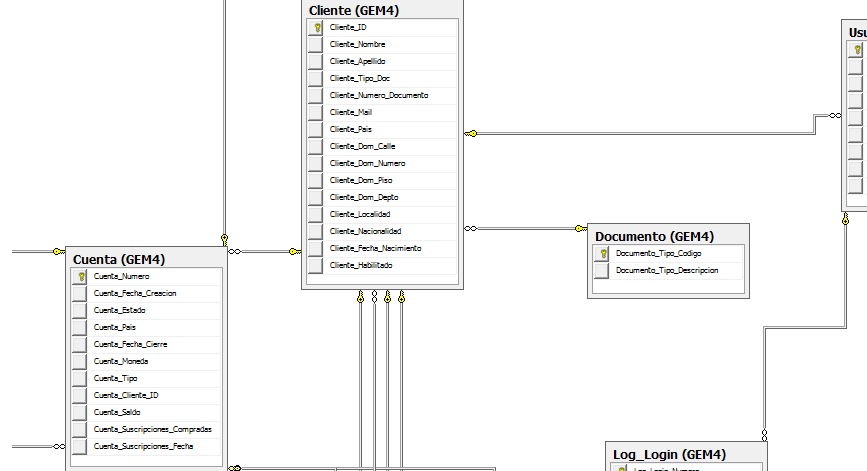 Cliente (GEM4)
Cliente_ID
Cliente_Nombre
Cliente_Apellido
Cliente_Tipo_Doc
Cliente_Numero_Documento
Cliente_Mail
Cliente_Pais
Cliente_Dom_Calle
Cliente_Dom_Numero
Cliente_Dom_Piso
Cliente_Dom_Depto
Cliente_Localidad
Cliente_Nacionalidad
Cliente_Fecha_Nacimiento
Cliente_Habilitado
Usu
Documento (GEM4)
Documento_Tipo_Codigo
Documento_Tipo_Descripcion
Cuenta (GEM4)
Cuenta_Numero
Cuenta_Fecha_Creacion
Cuenta_Estado
Cuenta_Pais
Cuenta_Fecha_Cierre
Cuenta_Moneda
Cuenta_Tipo
Cuenta_Cliente_ID
Cuenta_Saldo
Cuenta_Suscripciones_Compradas
Cuenta_Suscripciones_Fecha
Log_Login (GEM4)